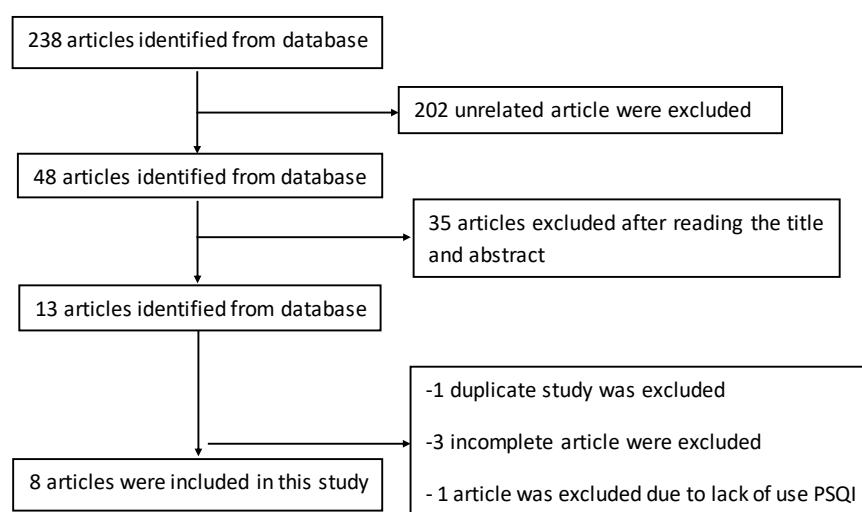 238 articles identified from database
202 unrelated article were excluded
48 articles identified from database
35 articles excluded after reading the title
and abstract
13 articles identified from database
-1 duplicate study was excluded
-3 incomplete article were excluded
- 1 article was excluded due to lack of use PSQI
8 articles were included in this study